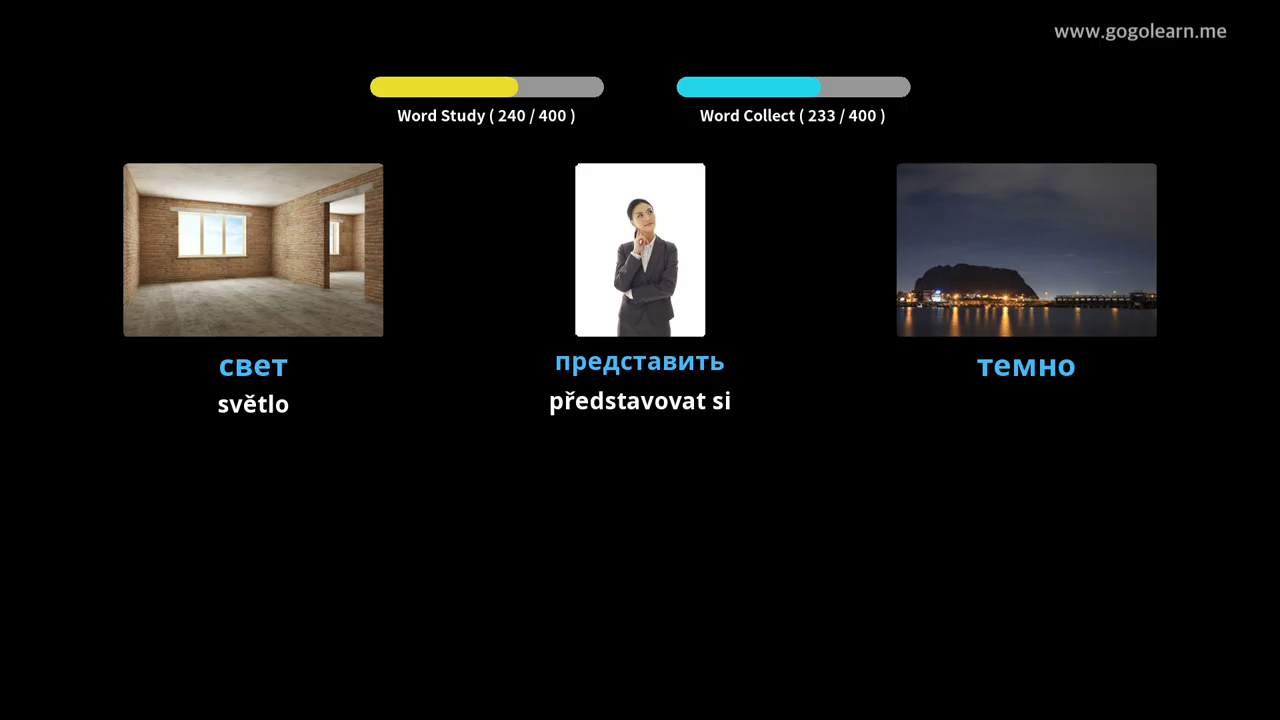 www.gogolearn.me
Word Study ( 240 / 400 )
Word Collect ( 233 / 400 )
свет
представить
темно
světlo
představovat si